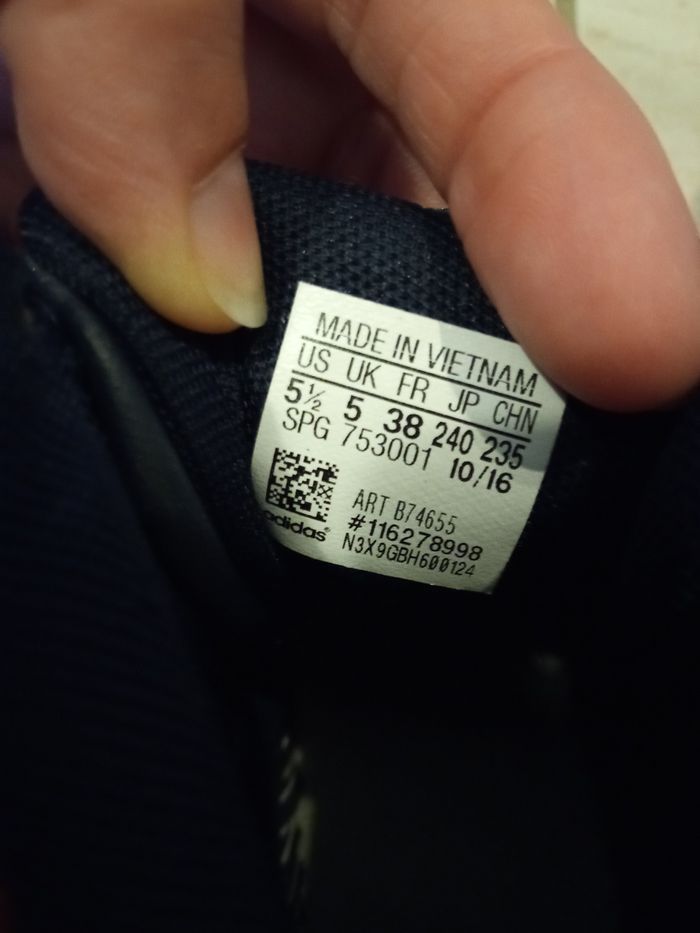 MADE IN VIETNAM
US UK FR JP CHN
5½ 5 38 240 235
SPG 753001 10/16
ART B74655
#116278998
adidas® N3X9GBH600124